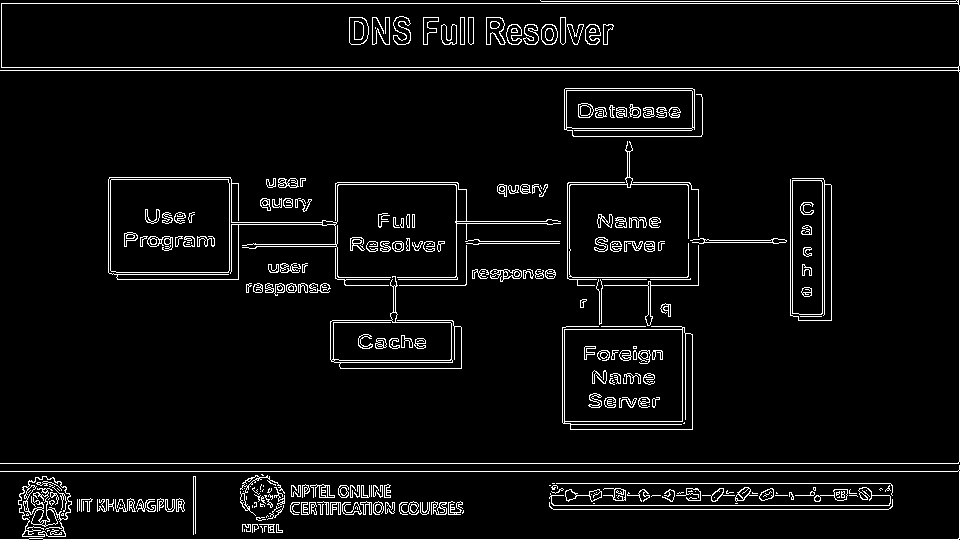 DNS Full Resolver
Database
user
query
query
User
Program
Full
Resolver
Name
Server
C
a
c
h
e
user
response
response
r
q
Cache
Foreign
Name
Server
IIT KHARAGPUR
NPTEL ONLINE
CERTIFICATION COURSES
NPTEL